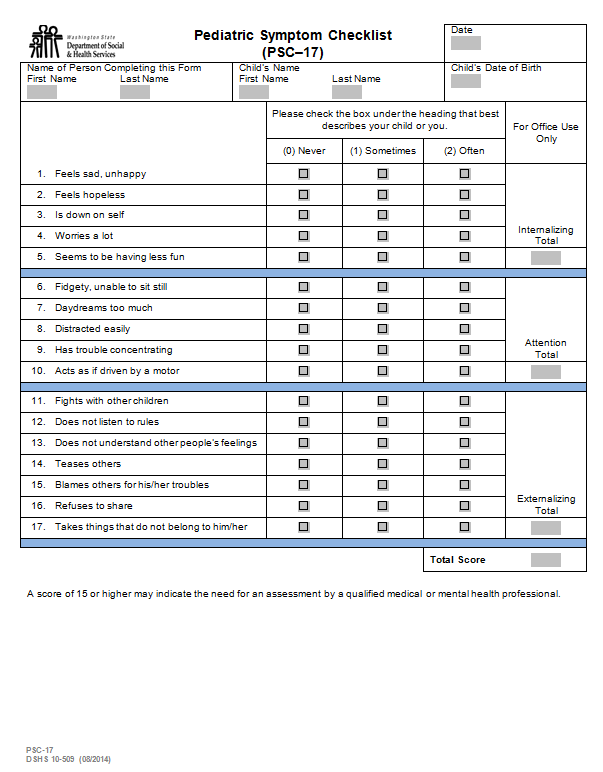 Washington State
Department of Social
& Health Services
Pediatric Symptom Checklist
(PSC–17)
Date
Name of Person Completing this Form
First Name Last Name
Child's Name
First Name Last Name
Child's Date of Birth
Please check the box under the heading that best
describes your child or you.
For Office Use
Only
(0) Never (1) Sometimes (2) Often
1. Feels sad, unhappy
2. Feels hopeless
3. Is down on self
4. Worries a lot
5. Seems to be having less fun
Internalizing
Total
6. Fidgety, unable to sit still
7. Daydreams too much
8. Distracted easily
9. Has trouble concentrating
10. Acts as if driven by a motor
Attention
Total
11. Fights with other children
12. Does not listen to rules
13. Does not understand other people's feelings
14. Teases others
15. Blames others for his/her troubles
16. Refuses to share
17. Takes things that do not belong to him/her
Externalizing
Total
Total Score
A score of 15 or higher may indicate the need for an assessment by a qualified medical or mental health professional.
PSC-17
DSHS 10-509 (08/2014)